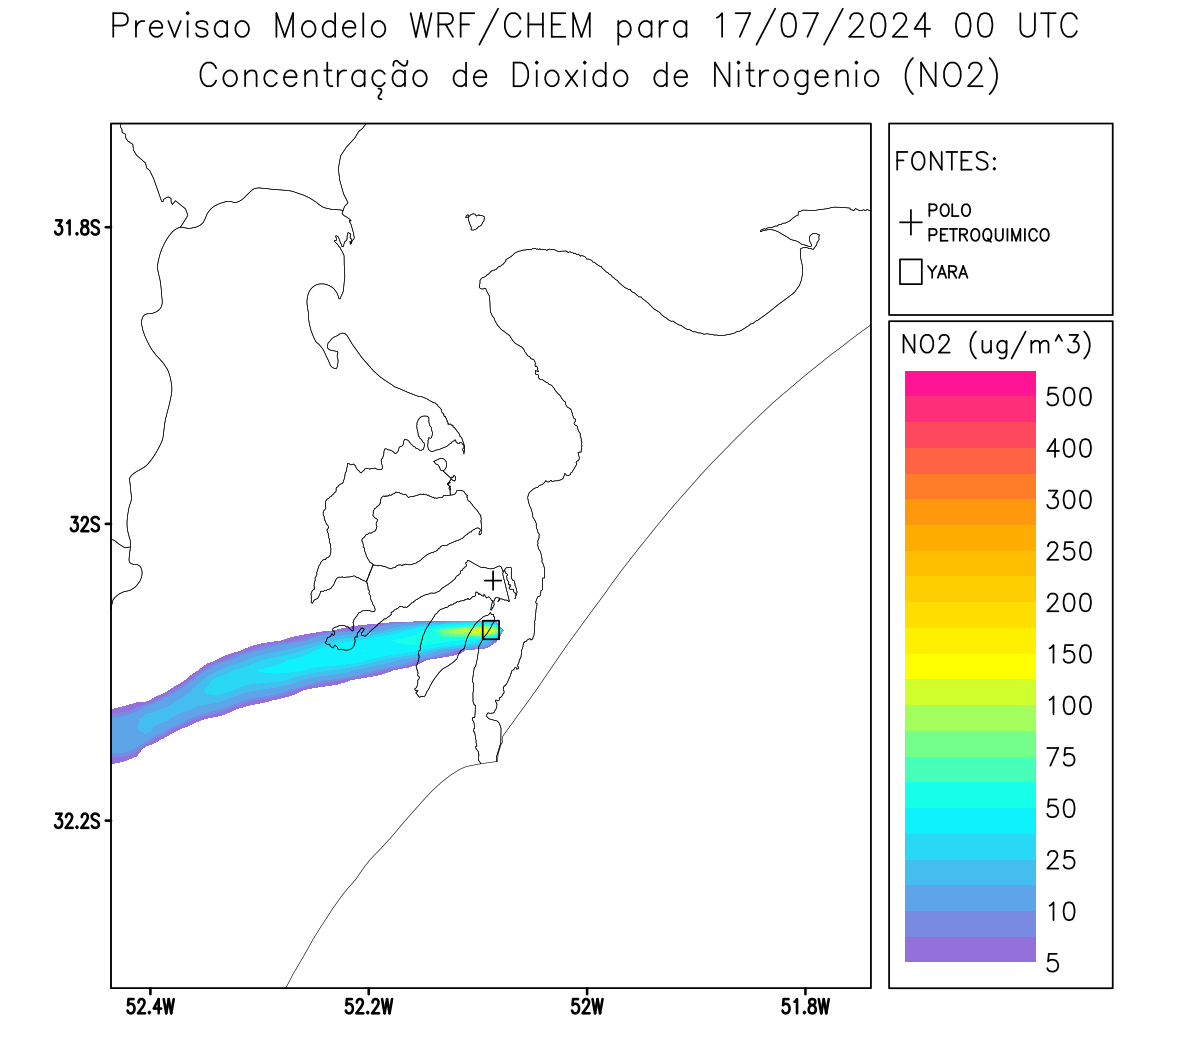 Previsao Modelo WRF/CHEM para 17/07/2024 00 UTC
Concentração de Dioxido de Nitrogenio (NO2)
FONTES:
POLO
PETROQUIMICO
YARA
NO2 (ug/m^3)
500
400
300
250
200
150
100
75
50
25
10
5
31.8S
32S
32.2S
52.4W
52.2W
52W
51.8W